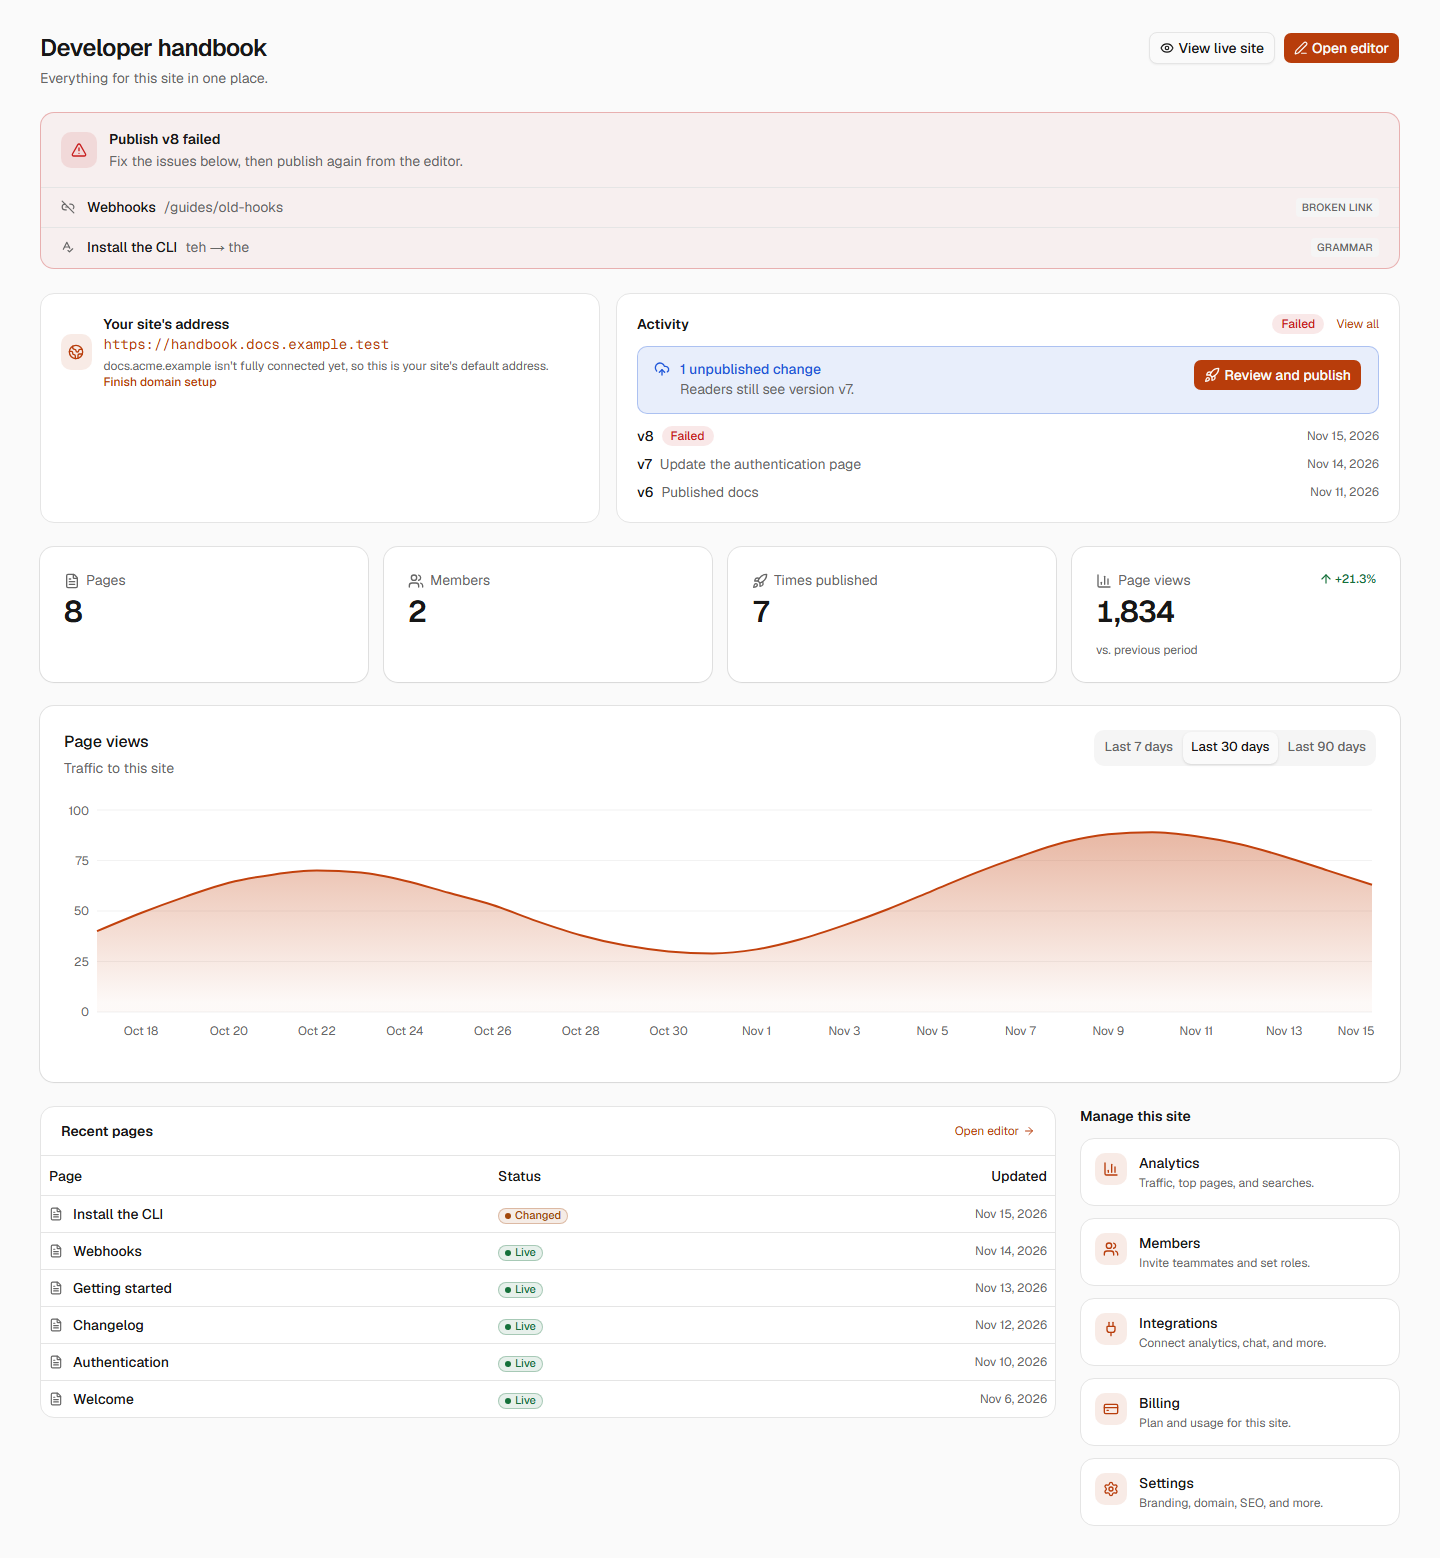 Developer handbook
Everything for this site in one place.
View live site
Open editor
Publish v8 failed
Fix the issues below, then publish again from the editor.
Webhooks /guides/old-hooks
BROKEN LINK
Install the CLI teh → the
GRAMMAR
Your site's address
https://handbook.docs.example.test
docs.acme.example isn't fully connected yet, so this is your site's default address.
Finish domain setup
Activity
Failed
View all
1 unpublished change
Readers still see version v7.
Review and publish
v8 Failed Nov 15, 2026
v7 Update the authentication page Nov 14, 2026
v6 Published docs Nov 11, 2026
Pages
8
Members
2
Times published
7
Page views
+21.3%
1,834
vs. previous period
Page views
Traffic to this site
Last 7 days Last 30 days Last 90 days
100
75
50
25
0
Oct 18 Oct 20 Oct 22 Oct 24 Oct 26 Oct 28 Oct 30 Nov 1 Nov 3 Nov 5 Nov 7 Nov 9 Nov 11 Nov 13 Nov 15
Recent pages
Open editor →
Page Status Updated
Install the CLI Changed Nov 15, 2026
Webhooks Live Nov 14, 2026
Getting started Live Nov 13, 2026
Changelog Live Nov 12, 2026
Authentication Live Nov 10, 2026
Welcome Live Nov 6, 2026
Manage this site
Analytics
Traffic, top pages, and searches.
Members
Invite teammates and set roles.
Integrations
Connect analytics, chat, and more.
Billing
Plan and usage for this site.
Settings
Branding, domain, SEO, and more.